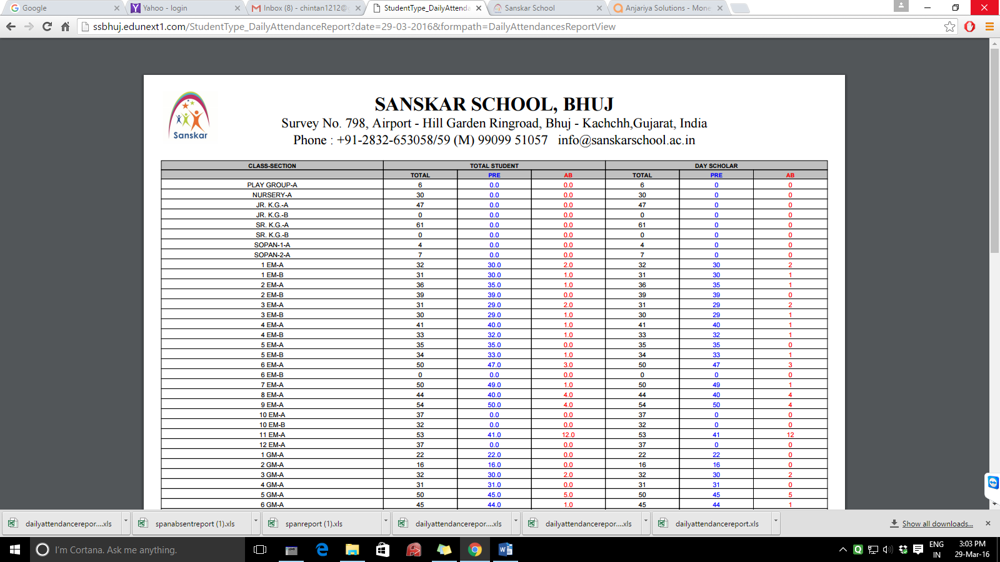 Google
Yahoo - login
Inbox (8) - chintan1212@
StudentType_DailyAttenda
Sanskar School
Anjariya Solutions - Mone
ssbhuj.edunext1.com/StudentType_DailyAttendanceReport?date=29-03-2016&formpath=DailyAttendancesReportView
Sanskar
SANSKAR SCHOOL, BHUJ
Survey No. 798, Airport - Hill Garden Ringroad, Bhuj - Kachchh,Gujarat, India
Phone : +91-2832-653058/59 (M) 99099 51057 info@sanskarschool.ac.in
CLASS-SECTION TOTAL STUDENT DAY SCHOLAR
TOTAL PRE AB TOTAL PRE AB
PLAY GROUP-A 6 0.0 0.0 6 0 0
NURSERY-A 30 0.0 0.0 30 0 0
JR. K.G.-A 47 0.0 0.0 47 0 0
JR. K.G.-B 0 0.0 0.0 0 0 0
SR. K.G.-A 61 0.0 0.0 61 0 0
SR. K.G.-B 0 0.0 0.0 0 0 0
SOPAN-1-A 4 0.0 0.0 4 0 0
SOPAN-2-A 7 0.0 0.0 7 0 0
1 EM-A 32 30.0 2.0 32 30 2
1 EM-B 31 30.0 1.0 31 30 1
2 EM-A 36 35.0 1.0 36 35 1
2 EM-B 39 39.0 0.0 39 39 0
3 EM-A 31 29.0 2.0 31 29 2
3 EM-B 30 29.0 1.0 30 29 1
4 EM-A 41 40.0 1.0 41 40 1
4 EM-B 33 32.0 1.0 33 32 1
5 EM-A 35 35.0 0.0 35 35 0
5 EM-B 34 33.0 1.0 34 33 1
6 EM-A 50 47.0 3.0 50 47 3
6 EM-B 0 0.0 0.0 0 0 0
7 EM-A 50 49.0 1.0 50 49 1
8 EM-A 44 40.0 4.0 44 40 4
9 EM-A 54 50.0 4.0 54 50 4
10 EM-A 37 0.0 0.0 37 0 0
10 EM-B 32 0.0 0.0 32 0 0
11 EM-A 53 41.0 12.0 53 41 12
12 EM-A 37 0.0 0.0 37 0 0
1 GM-A 22 22.0 0.0 22 22 0
2 GM-A 16 16.0 0.0 16 16 0
3 GM-A 32 30.0 2.0 32 30 2
4 GM-A 31 31.0 0.0 31 31 0
5 GM-A 50 45.0 5.0 50 45 5
6 GM-A 45 44.0 1.0 45 44 1
dailyattendancerepor....xls
spanabsentreport (1).xls
spanreport (1).xls
dailyattendancerepor....xls
dailyattendancerepor....xls
dailyattendancereport.xls
Show all downloads...
I'm Cortana. Ask me anything.
ENG
IN
3:03 PM
29-Mar-16